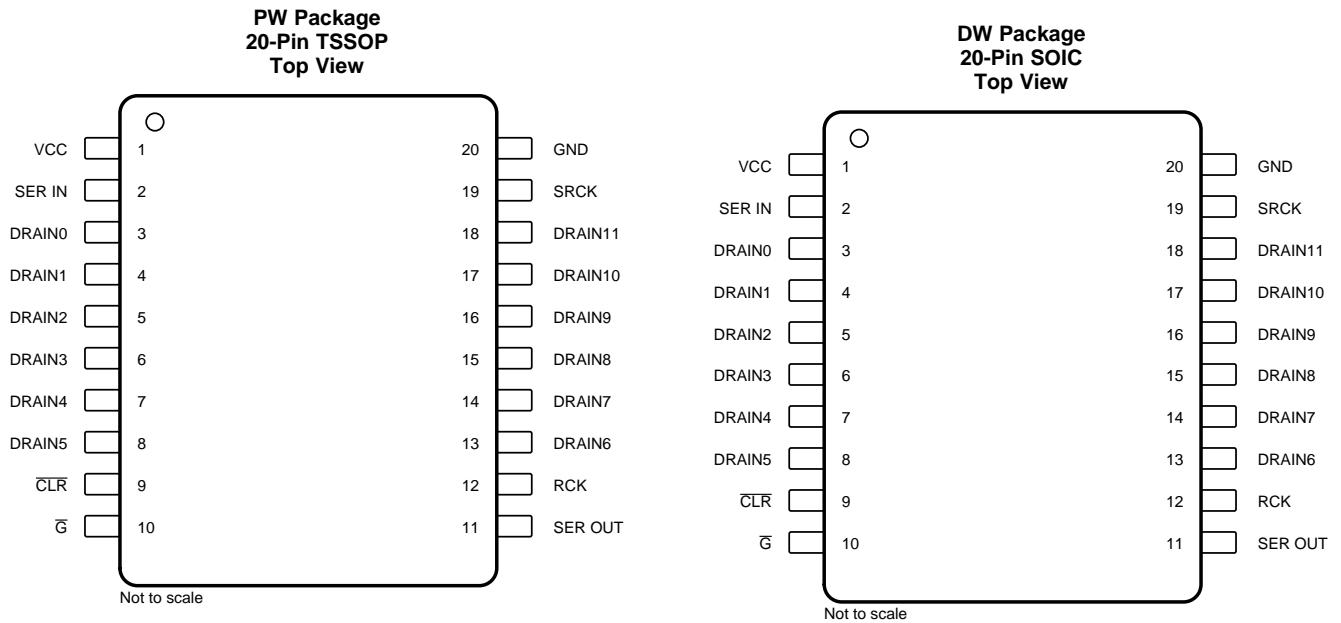 PW Package
20-Pin TSSOP
Top View
VCC 1 20 GND
SER IN 2 19 SRCK
DRAIN0 3 18 DRAIN11
DRAIN1 4 17 DRAIN10
DRAIN2 5 16 DRAIN9
DRAIN3 6 15 DRAIN8
DRAIN4 7 14 DRAIN7
DRAIN5 8 13 DRAIN6
C̅L̅R̅ 9 12 RCK
G̅ 10 11 SER OUT
Not to scale
DW Package
20-Pin SOIC
Top View
VCC 1 20 GND
SER IN 2 19 SRCK
DRAIN0 3 18 DRAIN11
DRAIN1 4 17 DRAIN10
DRAIN2 5 16 DRAIN9
DRAIN3 6 15 DRAIN8
DRAIN4 7 14 DRAIN7
DRAIN5 8 13 DRAIN6
C̅L̅R̅ 9 12 RCK
G̅ 10 11 SER OUT
Not to scale